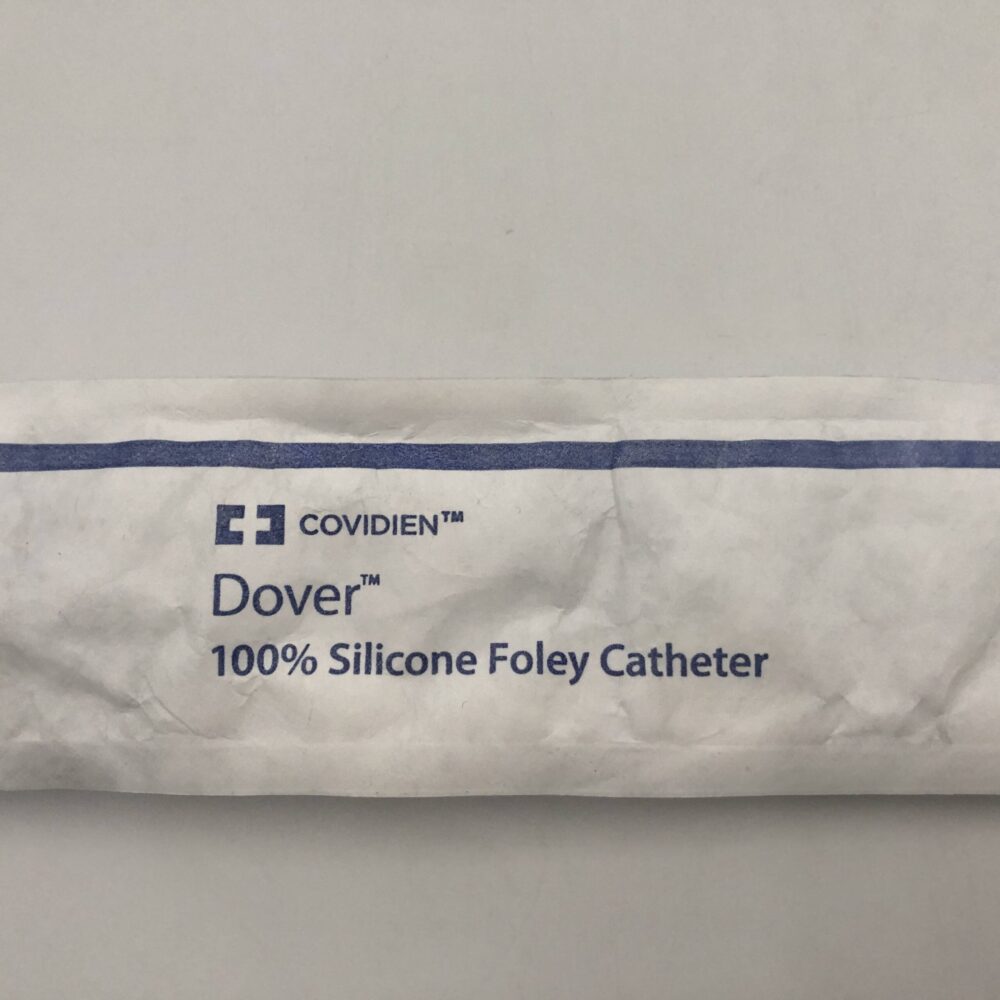 COVIDIEN™
Dover™
100% Silicone Foley Catheter